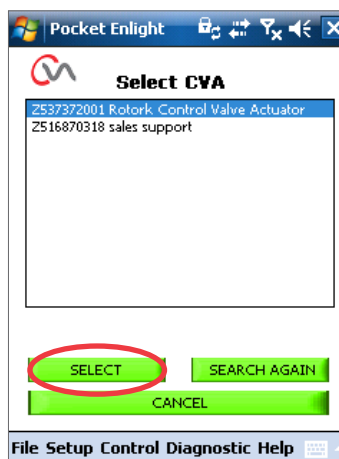 Pocket Enlight
Select CVA
Z537372001 Rotork Control Valve Actuator
Z516870318 sales support
SELECT
SEARCH AGAIN
CANCEL
File Setup Control Diagnostic Help